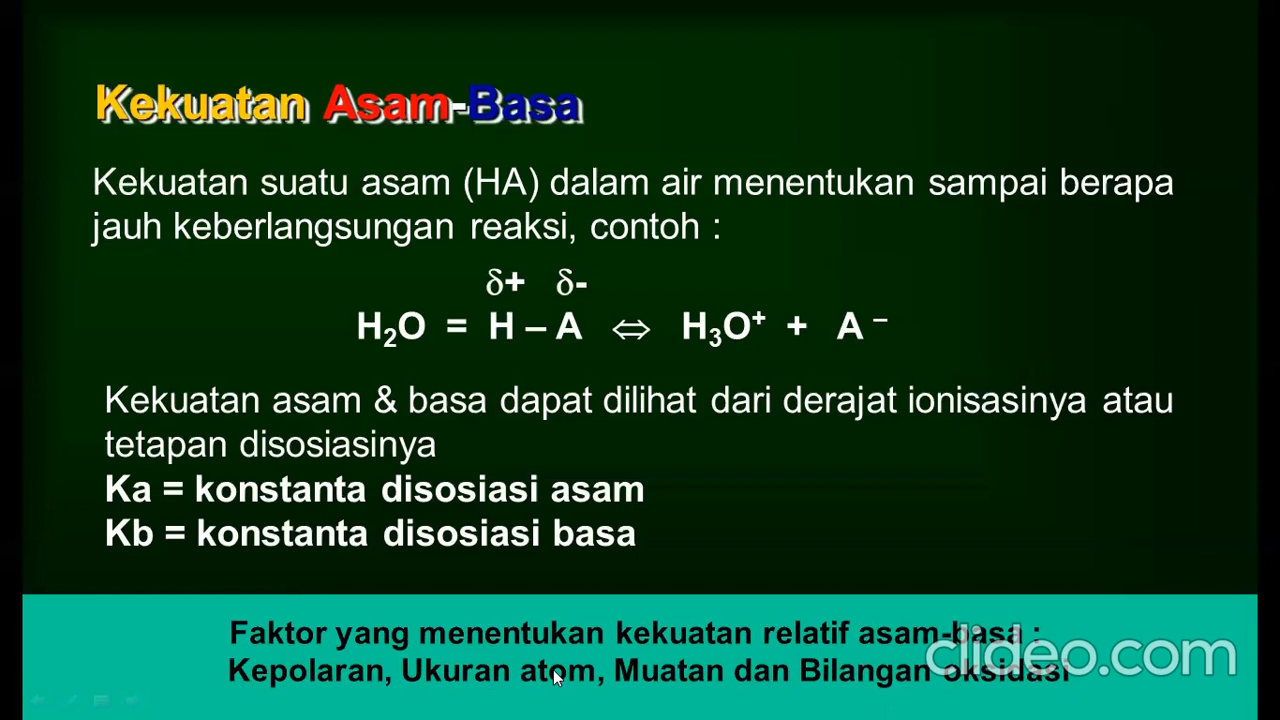 Kekuatan Asam-Basa
Kekuatan suatu asam (HA) dalam air menentukan sampai berapa
jauh keberlangsungan reaksi, contoh :
δ+ δ-
H₂O = H – A ⇔ H₃O⁺ + A ⁻
Kekuatan asam & basa dapat dilihat dari derajat ionisasinya atau
tetapan disosiasinya
Ka = konstanta disosiasi asam
Kb = konstanta disosiasi basa
Faktor yang menentukan kekuatan relatif asam-basa :
Kepolaran, Ukuran atom, Muatan dan Bilangan oksidasi
clideo.com